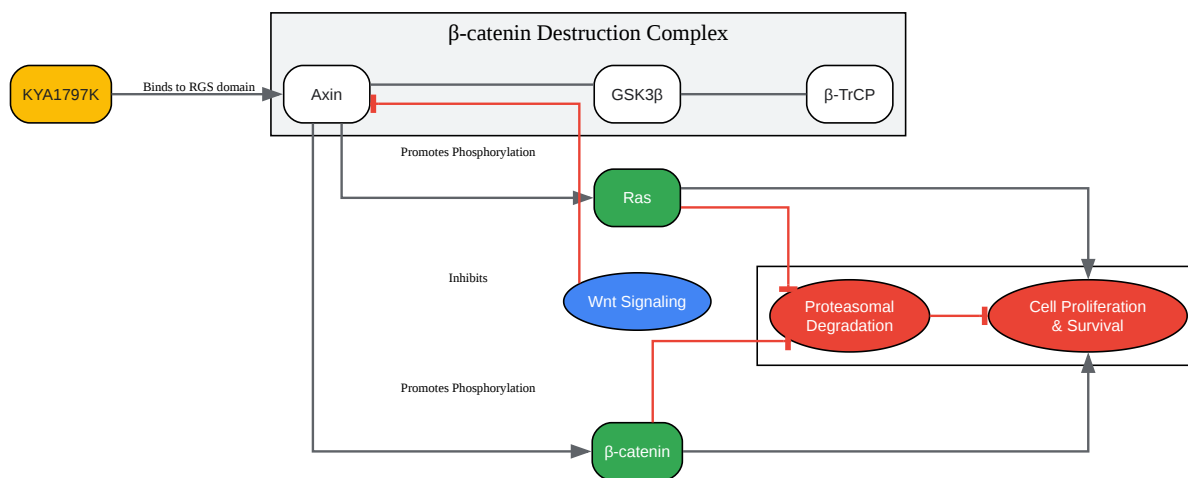 β-catenin Destruction Complex
KYA1797K
Binds to RGS domain
Axin
GSK3β
β-TrCP
Promotes Phosphorylation
Ras
Inhibits
Wnt Signaling
Proteasomal
Degradation
Cell Proliferation
& Survival
Promotes Phosphorylation
β-catenin